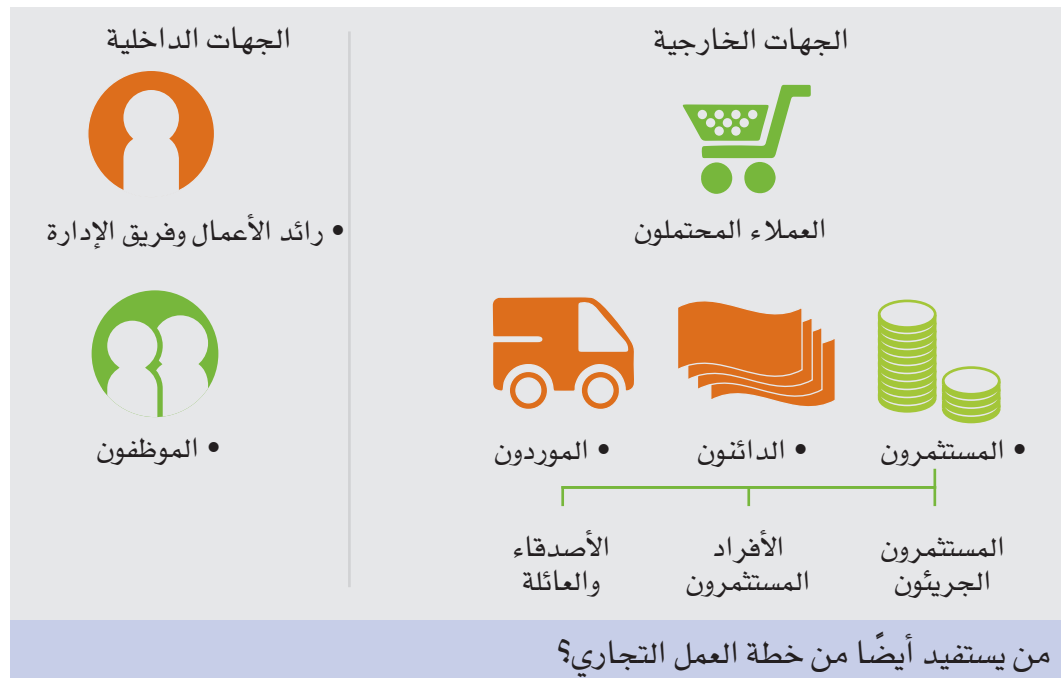 الجهات الخارجية
العملاء المحتملون
• المستثمرون
• الدائنون
• الموردون
المستثمرون
الجريئون
الأفراد
المستثمرون
الأصدقاء
والعائلة
الجهات الداخلية
• رائد الأعمال وفريق الإدارة
• الموظفون
من يستفيد أيضًا من خطة العمل التجاري؟